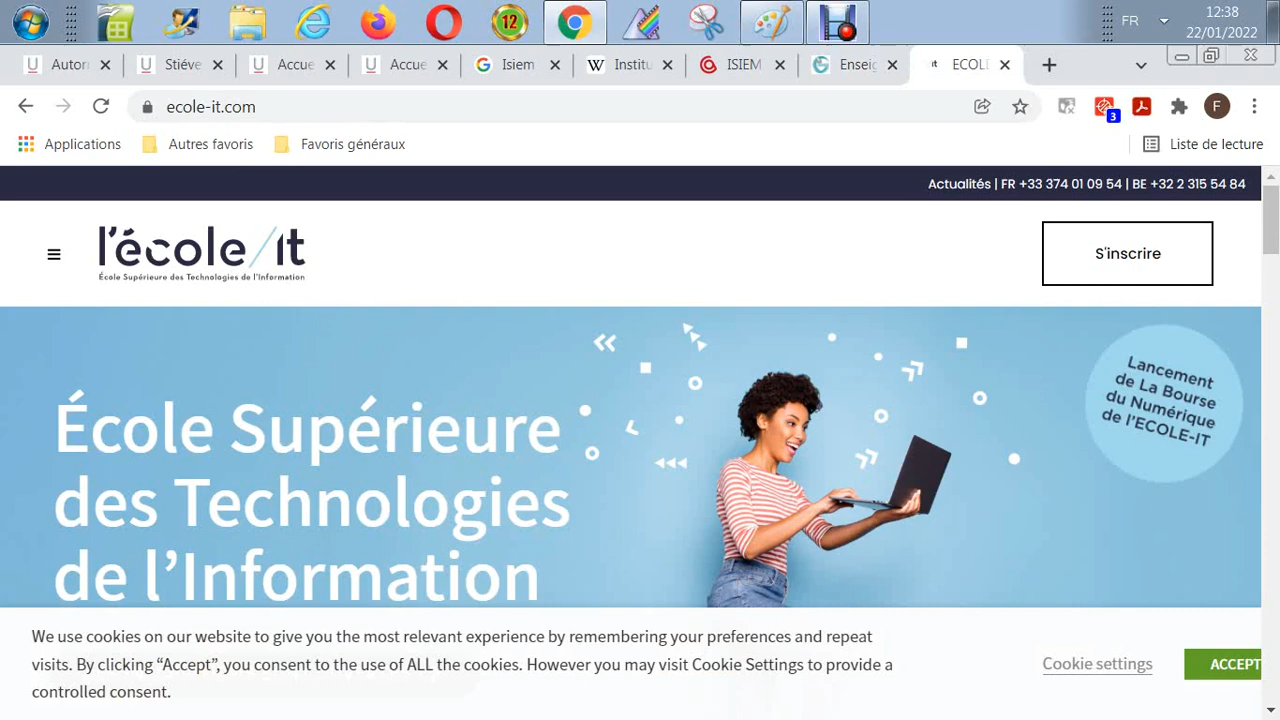 12
FR
12:38
22/01/2022
Autor
Stiéve
Accue
Accue
Isiem
Institu
ISIEM
Enseig
ECOLE
ecole-it.com
F
3
Applications
Autres favoris
Favoris généraux
Liste de lecture
Actualités | FR +33 374 01 09 54 | BE +32 2 315 54 84
l'école/it
École Supérieure des Technologies de l'Information
S'inscrire
Lancement
de La Bourse
du Numérique
de l'ECOLE-IT
École Supérieure
des Technologies
de l'Information
We use cookies on our website to give you the most relevant experience by remembering your preferences and repeat
visits. By clicking “Accept”, you consent to the use of ALL the cookies. However you may visit Cookie Settings to provide a
controlled consent.
Cookie settings
ACCEPT